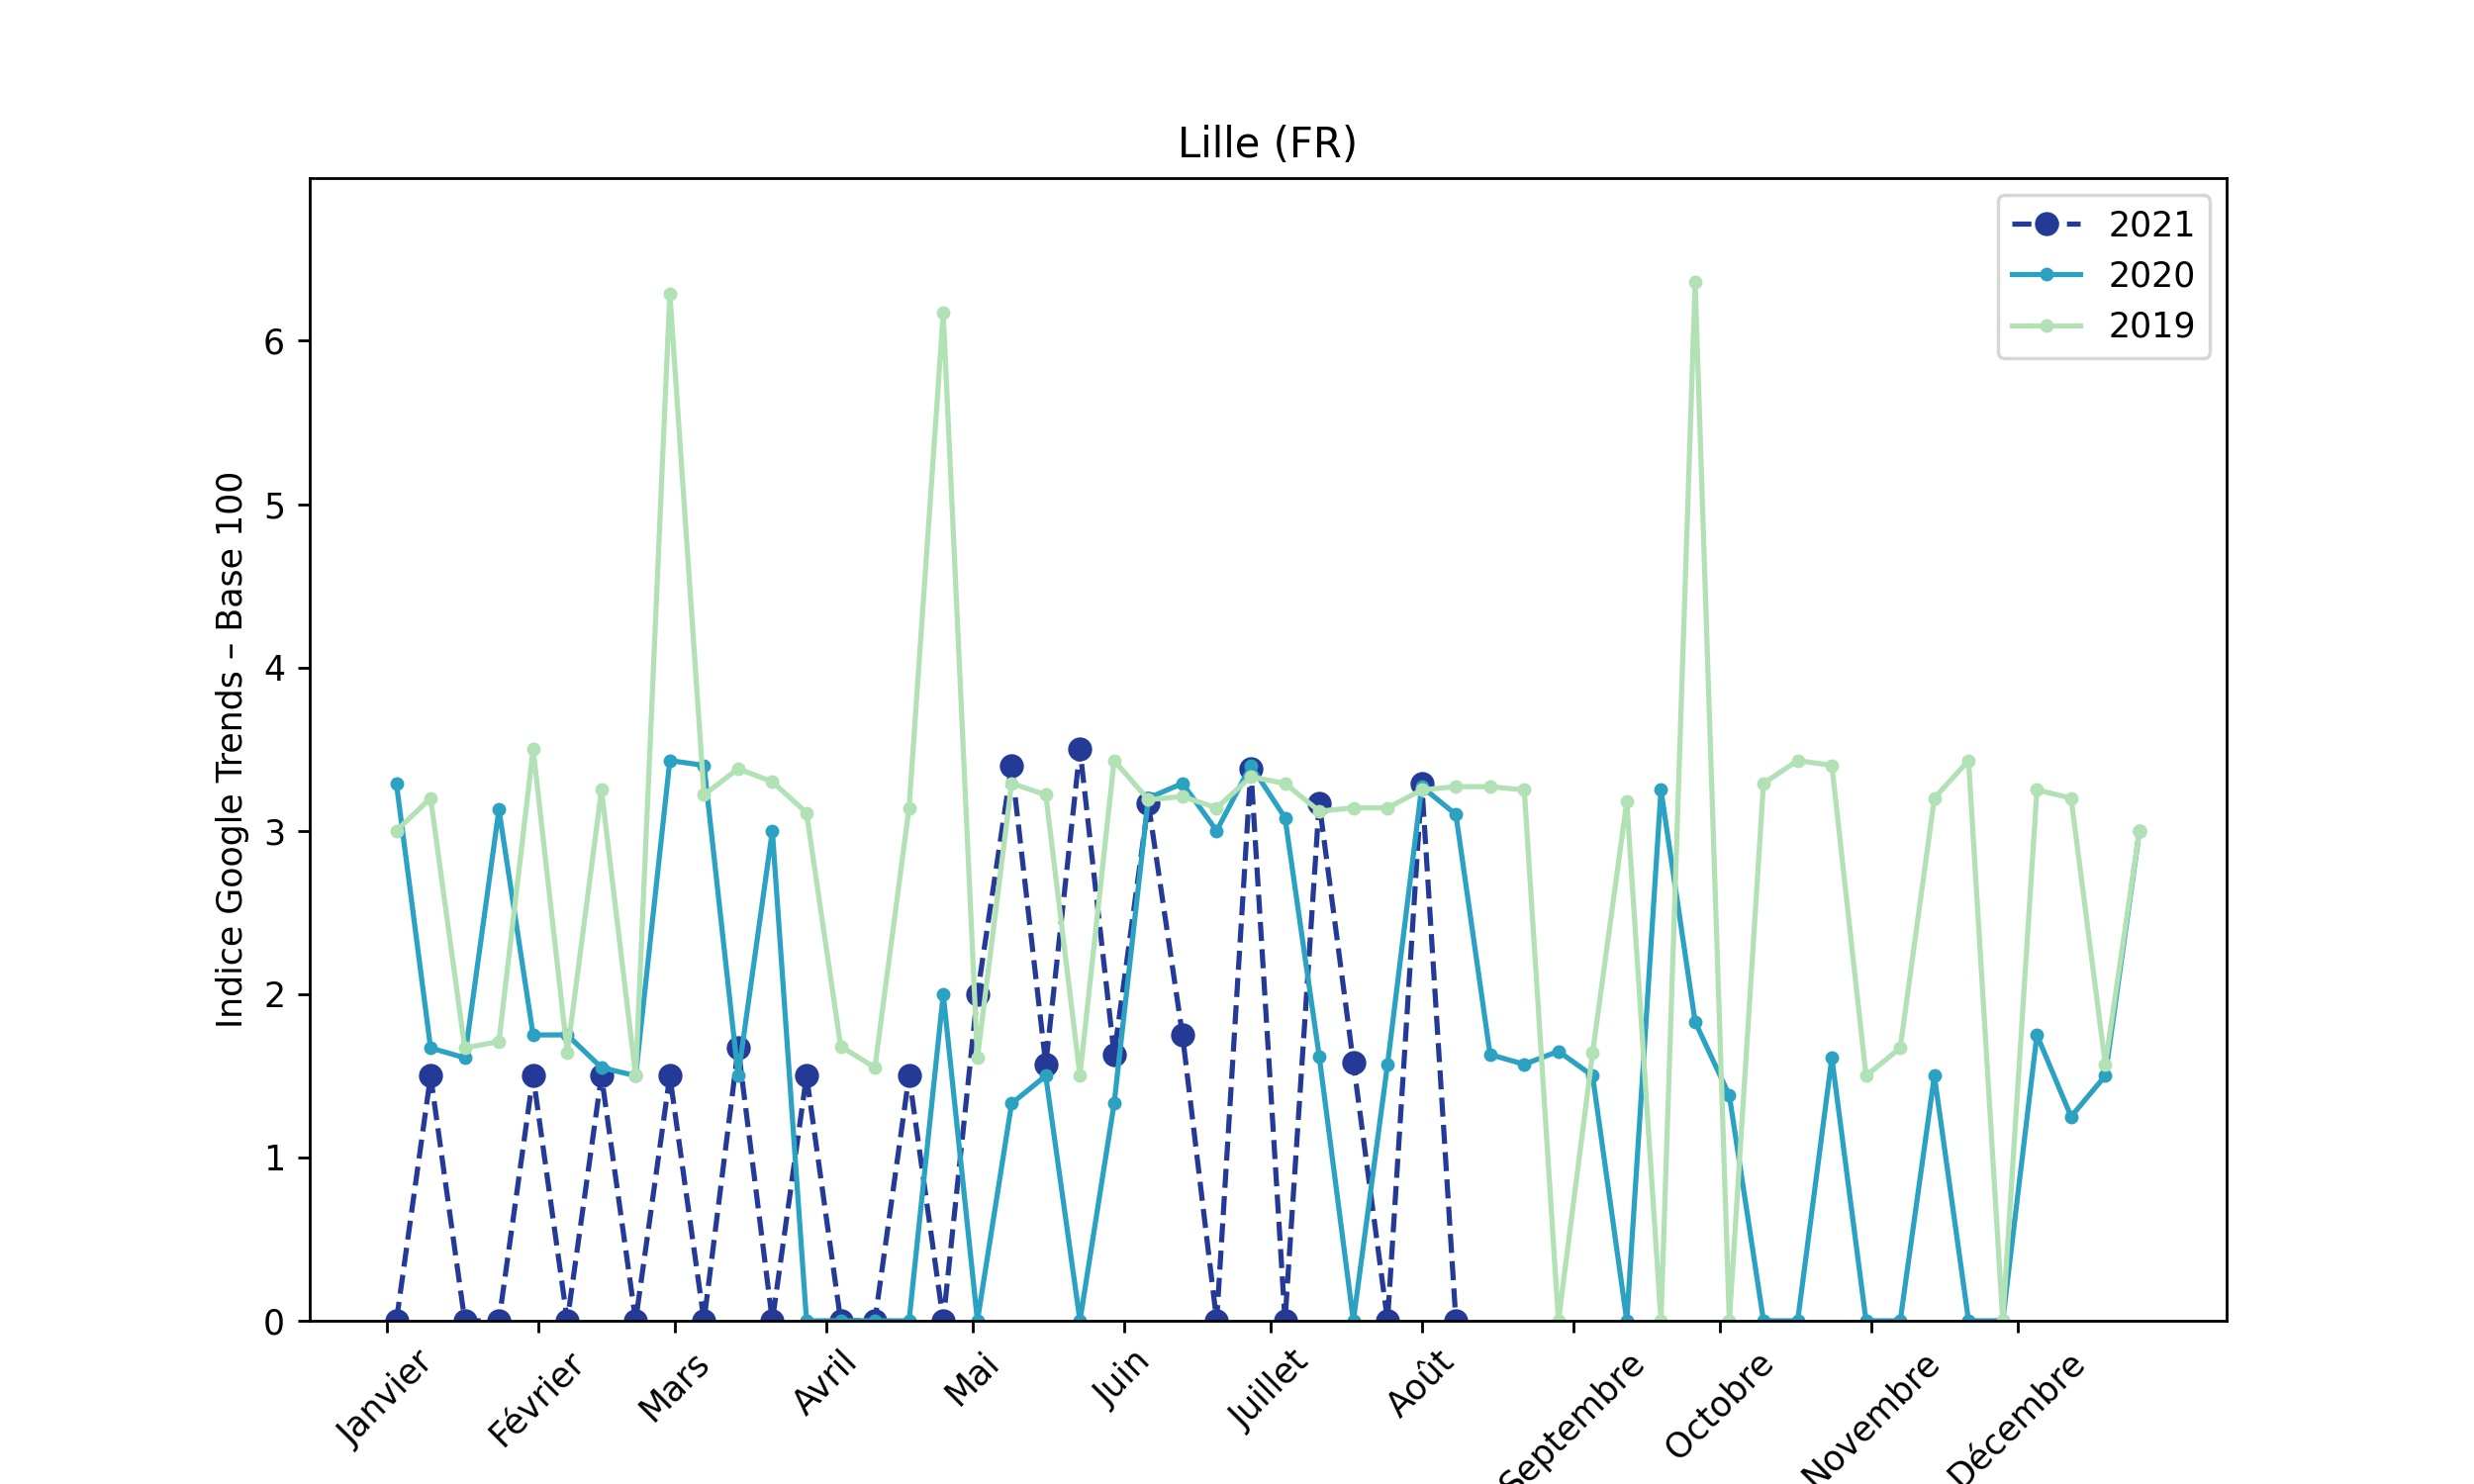 Lille (FR)
2021
2020
2019
Indice Google Trends – Base 100
6
5
4
3
2
1
0
Janvier
Février
Mars
Avril
Mai
Juin
Juillet
Août
Septembre
Octobre
Novembre
Décembre